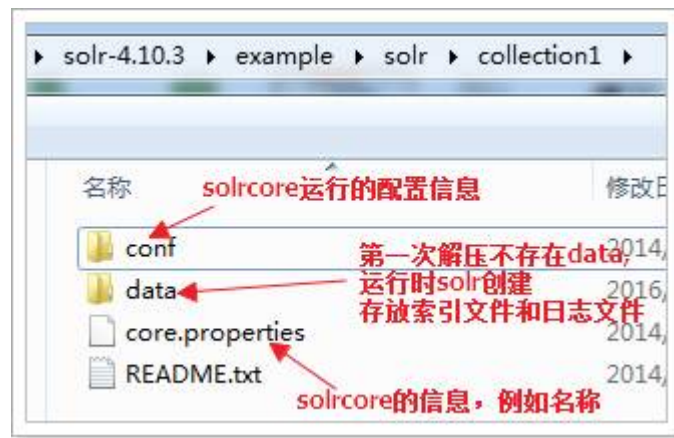 solr-4.10.3 example solr collection1
名称 solrcore运行的配置信息 修改日
conf 2014,
第一次解压不存在data,
data 运行时solr创建 2016,
存放索引文件和日志文件
core.properties 2014,
README.txt 2014,
solrcore的信息，例如名称